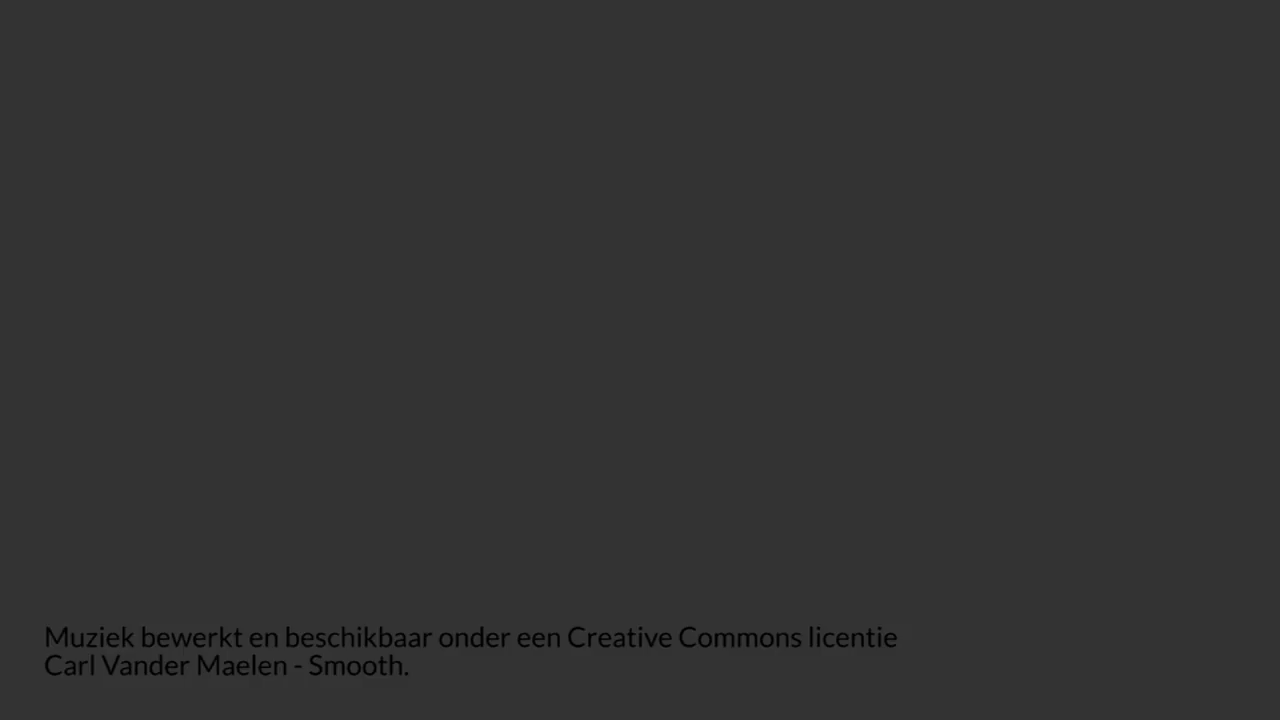 Muziek bewerkt en beschikbaar onder een Creative Commons licentie
Carl Vander Maelen - Smooth.